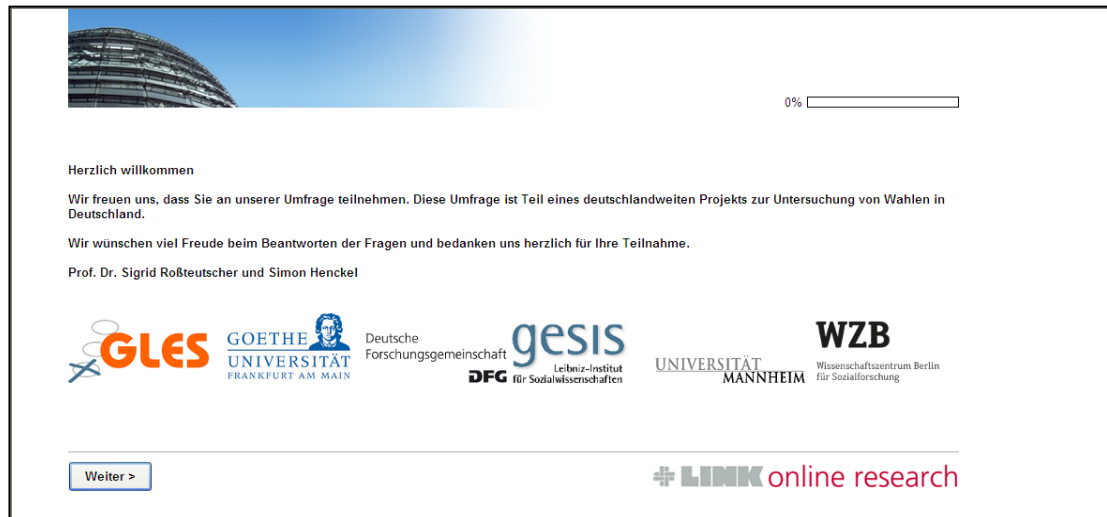 0%
Herzlich willkommen
Wir freuen uns, dass Sie an unserer Umfrage teilnehmen. Diese Umfrage ist Teil eines deutschlandweiten Projekts zur Untersuchung von Wahlen in
Deutschland.
Wir wünschen viel Freude beim Beantworten der Fragen und bedanken uns herzlich für Ihre Teilnahme.
Prof. Dr. Sigrid Roßteutscher und Simon Henckel
GLES
GOETHE
UNIVERSITÄT
FRANKFURT AM MAIN
Deutsche
Forschungsgemeinschaft
DFG
gesis
Leibniz-Institut
für Sozialwissenschaften
UNIVERSITÄT
MANNHEIM
WZB
Wissenschaftszentrum Berlin
für Sozialforschung
Weiter >
LINK online research